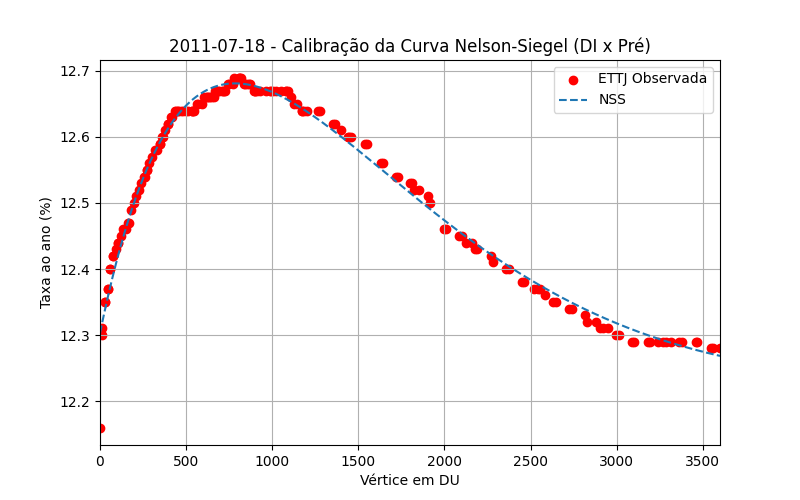 2011-07-18 - Calibração da Curva Nelson-Siegel (DI x Pré)
12.7
12.6
12.5
12.4
12.3
12.2
Taxa ao ano (%)
ETTJ Observada
NSS
0
500
1000
1500
2000
2500
3000
3500
Vértice em DU